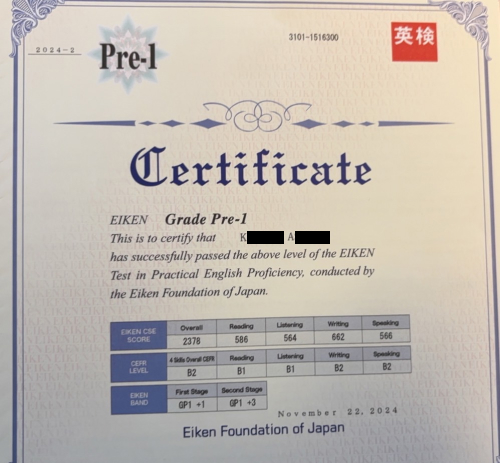 2024-2
Pre-1
3101-1516300
英検
Certificate
EIKEN Grade Pre-1
This is to certify that K A
has successfully passed the above level of the EIKEN
Test in Practical English Proficiency, conducted by
the Eiken Foundation of Japan.
EIKEN CSE SCORE
Overall Reading Listening Writing Speaking
2378 586 564 662 566
CEFR LEVEL
4 Skills Overall CEFR Reading Listening Writing Speaking
B2 B1 B1 B2 B2
EIKEN BAND
First Stage Second Stage
GP1 +1 GP1 +3
November 22, 2024
Eiken Foundation of Japan